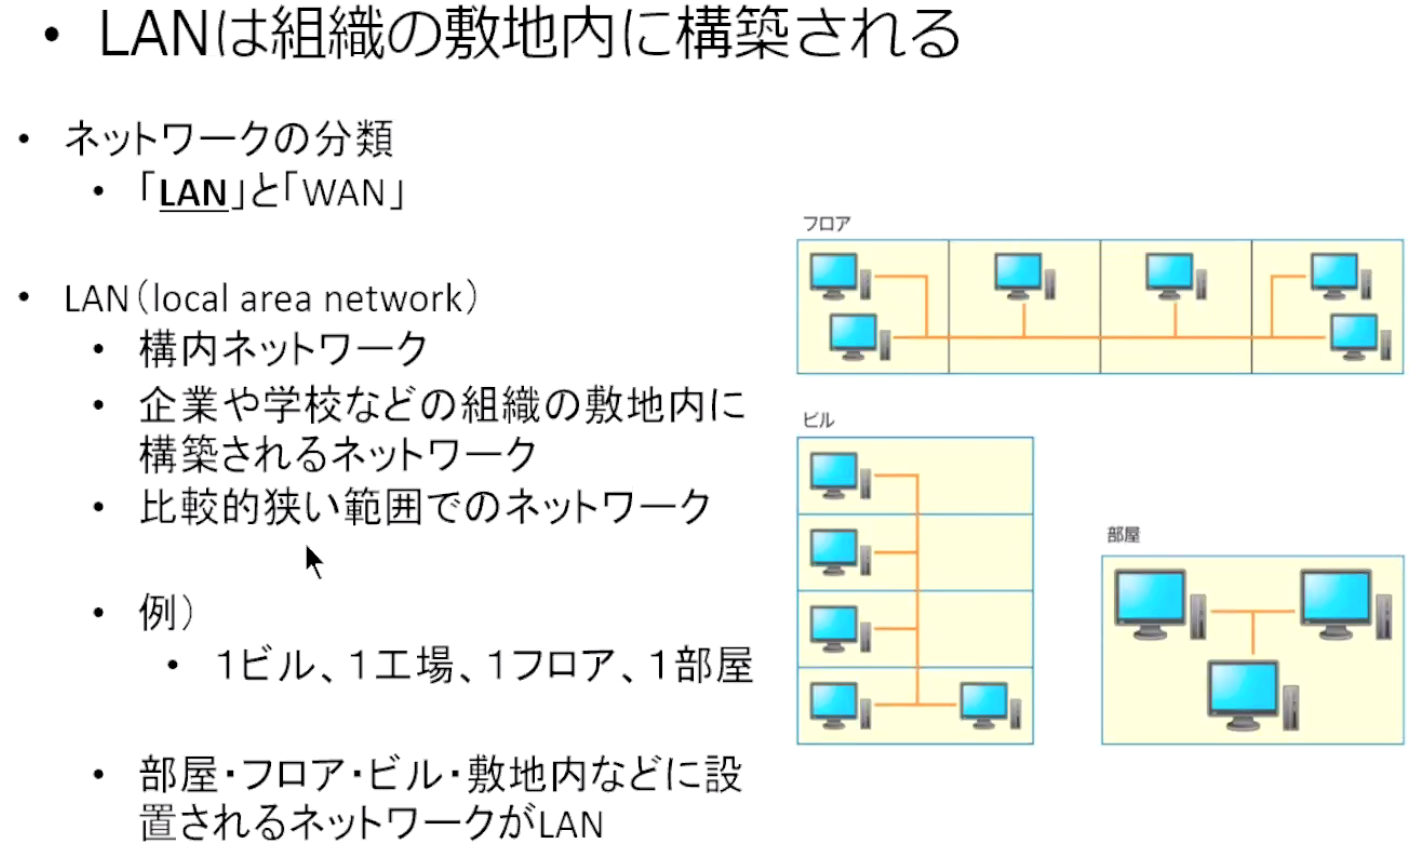 • LANは組織の敷地内に構築される
• ネットワークの分類
• 「LAN」と「WAN」
• LAN（local area network）
• 構内ネットワーク
• 企業や学校などの組織の敷地内に
構築されるネットワーク
• 比較的狭い範囲でのネットワーク
• 例）
• 1ビル、1工場、1フロア、1部屋
• 部屋・フロア・ビル・敷地内などに設
置されるネットワークがLAN
フロア
ビル
部屋